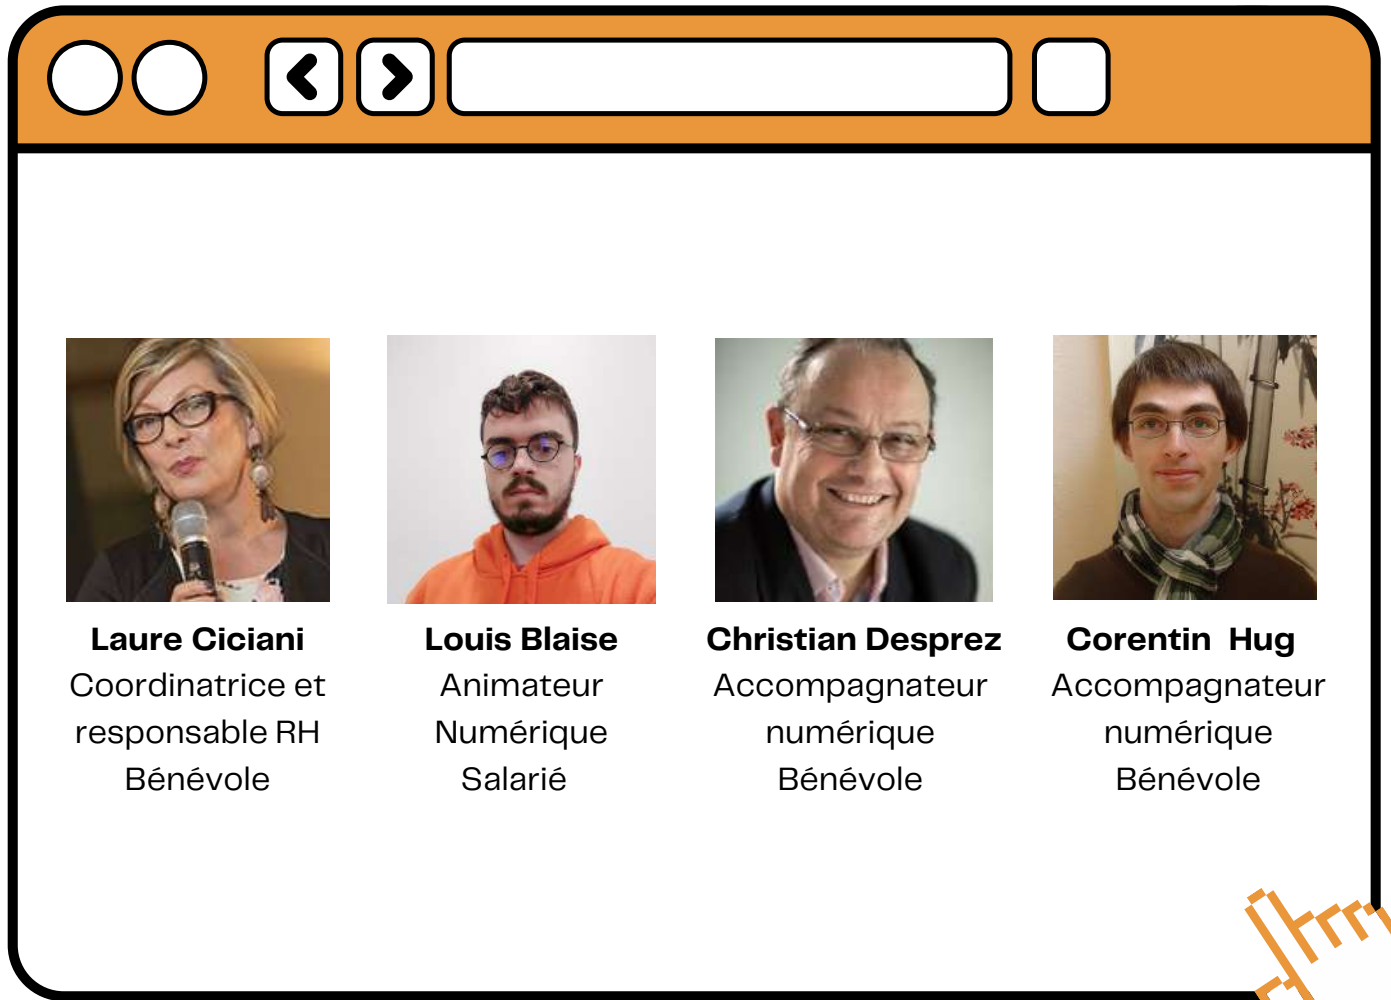 Laure Ciciani
Coordinatrice et
responsable RH
Bénévole
Louis Blaise
Animateur
Numérique
Salarié
Christian Desprez
Accompagnateur
numérique
Bénévole
Corentin  Hug
Accompagnateur
numérique
Bénévole